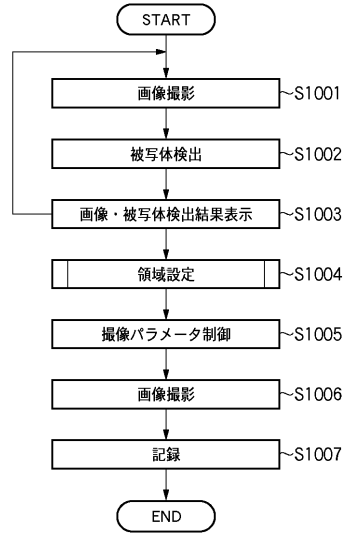 START
画像撮影 S1001
被写体検出 S1002
画像・被写体検出結果表示 S1003
領域設定 S1004
撮像パラメータ制御 S1005
画像撮影 S1006
記録 S1007
END